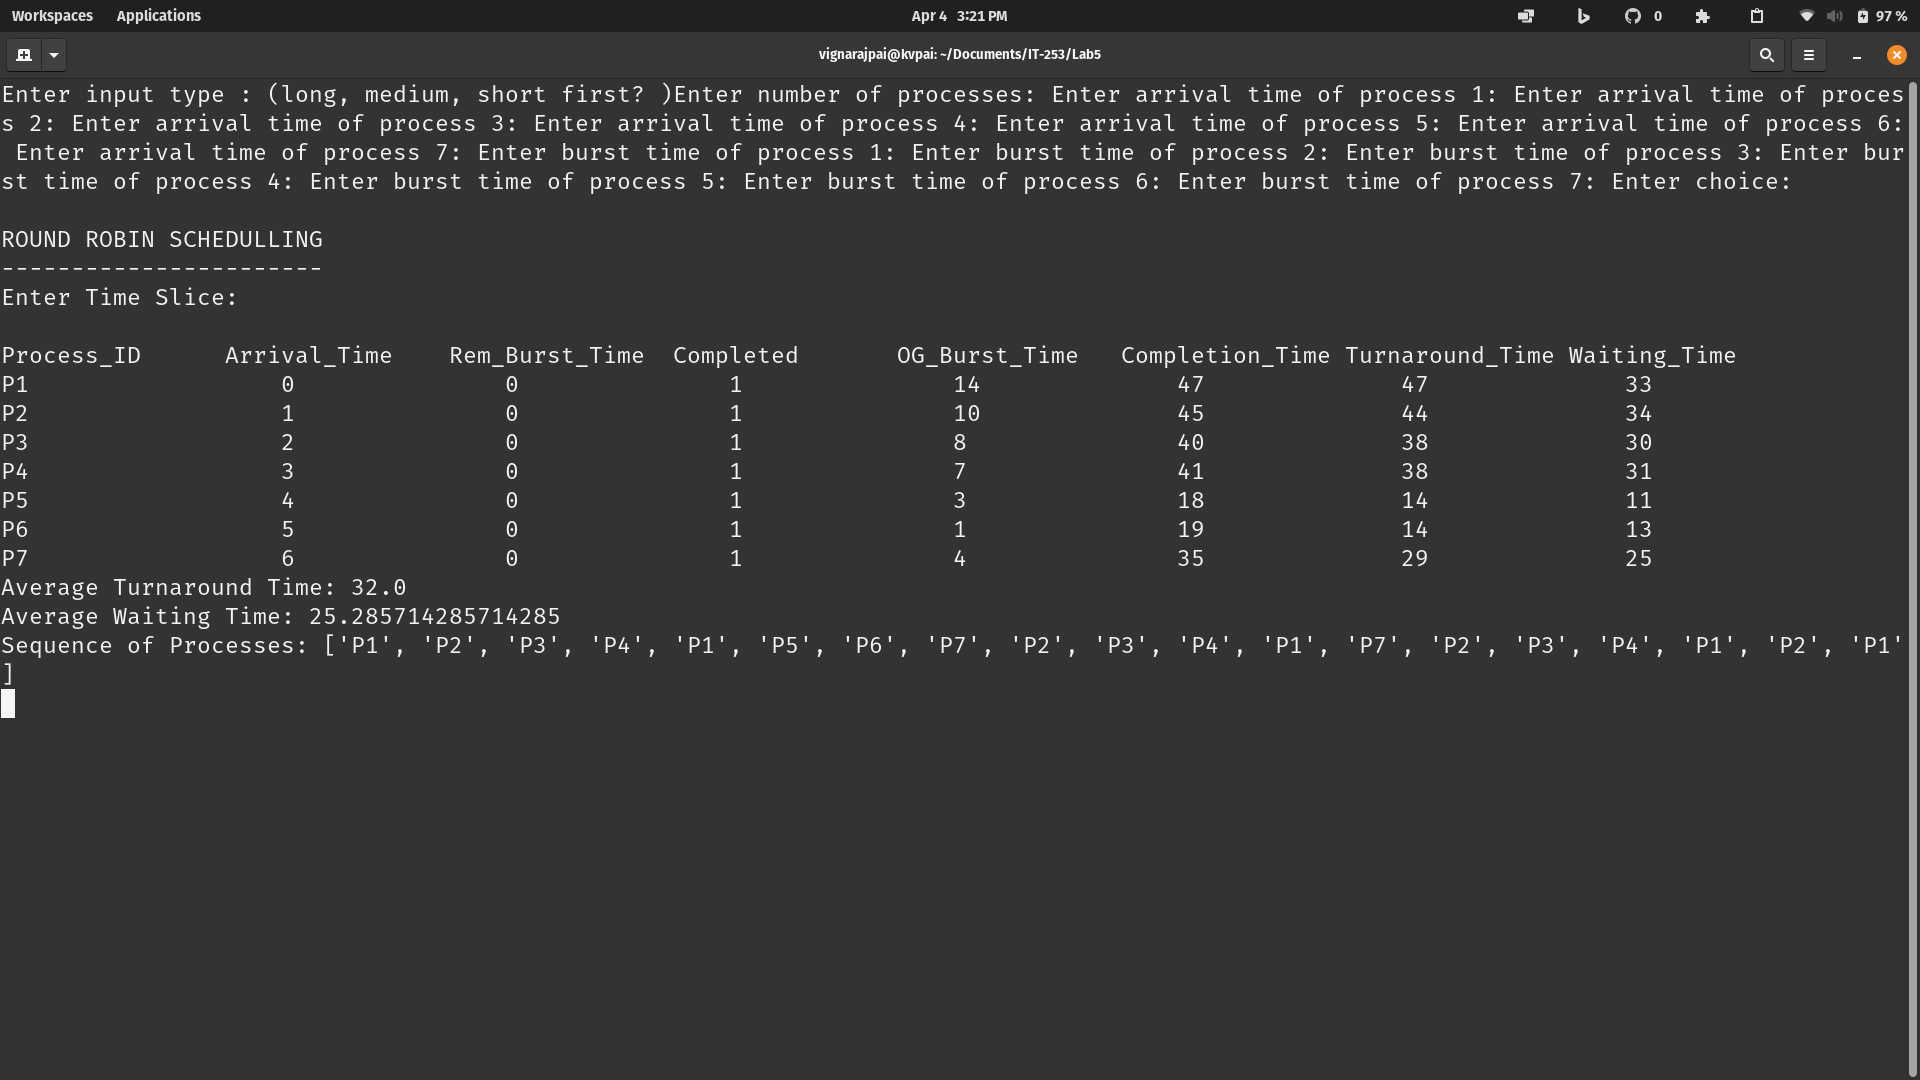 Workspaces Applications Apr 4 3:21 PM 0 97 %
vignarajpai@kvpai: ~/Documents/IT-253/Lab5
Enter input type : (long, medium, short first? )Enter number of processes: Enter arrival time of process 1: Enter arrival time of proces
s 2: Enter arrival time of process 3: Enter arrival time of process 4: Enter arrival time of process 5: Enter arrival time of process 6:
Enter arrival time of process 7: Enter burst time of process 1: Enter burst time of process 2: Enter burst time of process 3: Enter bur
st time of process 4: Enter burst time of process 5: Enter burst time of process 6: Enter burst time of process 7: Enter choice:
ROUND ROBIN SCHEDULLING
-----------------------
Enter Time Slice:
Process_ID Arrival_Time Rem_Burst_Time Completed OG_Burst_Time Completion_Time Turnaround_Time Waiting_Time
P1 0 0 1 14 47 47 33
P2 1 0 1 10 45 44 34
P3 2 0 1 8 40 38 30
P4 3 0 1 7 41 38 31
P5 4 0 1 3 18 14 11
P6 5 0 1 1 19 14 13
P7 6 0 1 4 35 29 25
Average Turnaround Time: 32.0
Average Waiting Time: 25.285714285714285
Sequence of Processes: ['P1', 'P2', 'P3', 'P4', 'P1', 'P5', 'P6', 'P7', 'P2', 'P3', 'P4', 'P1', 'P7', 'P2', 'P3', 'P4', 'P1', 'P2', 'P1'
]